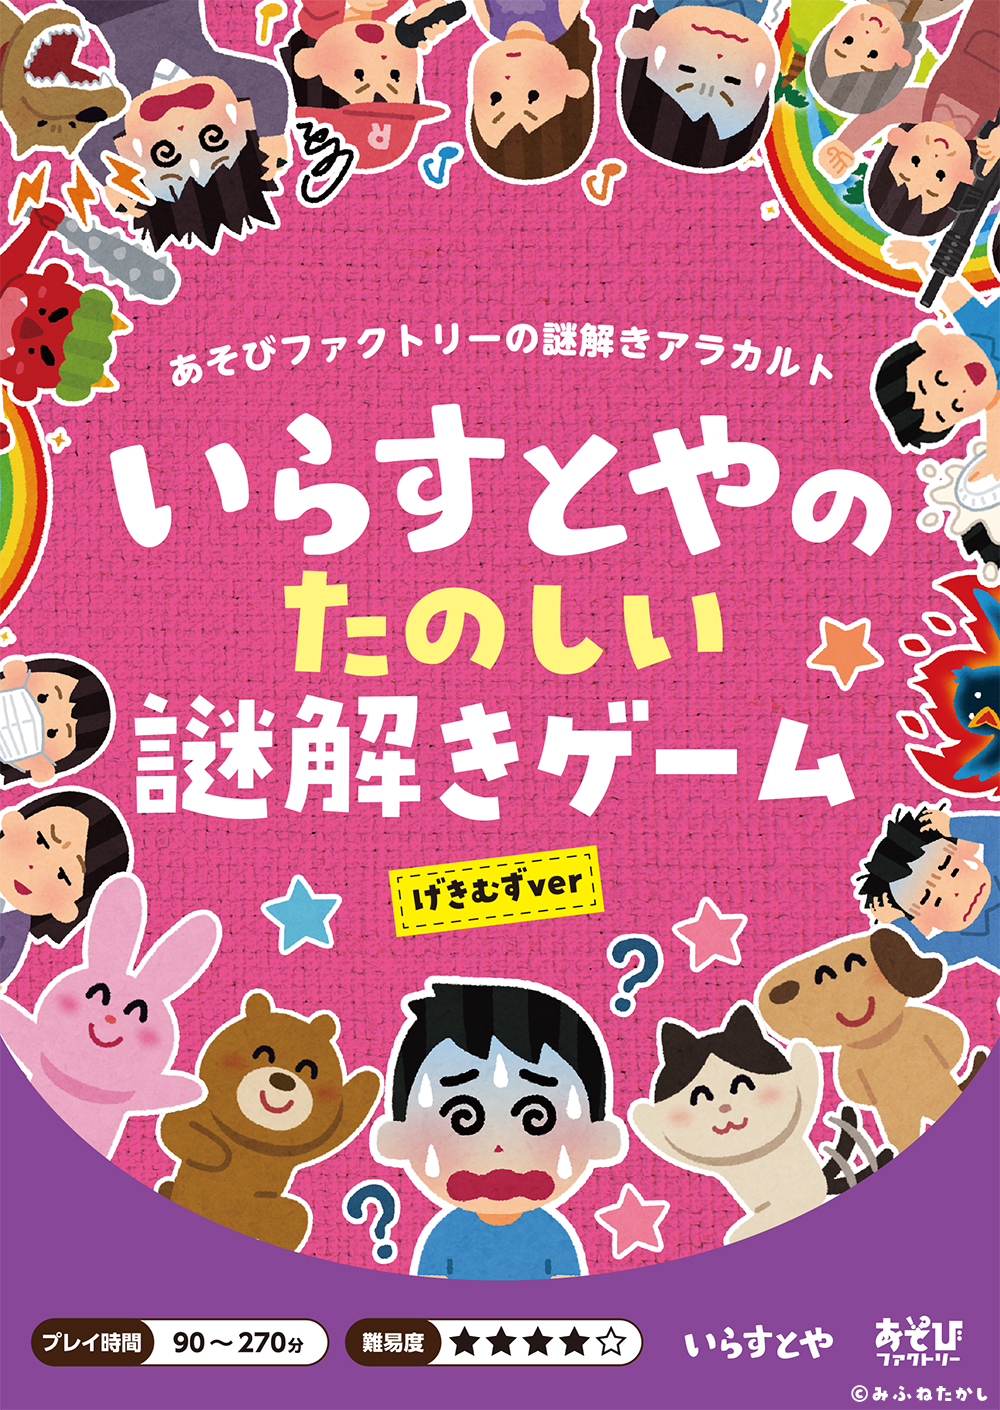 R
あそびファクトリーの謎解きアラカルト
いらすとやの
たのしい
謎解きゲーム
げきむずver
?
?
プレイ時間 90~270分 難易度 ★★★★☆ いらすとや あそび
ファクトリー
©みふねたかし